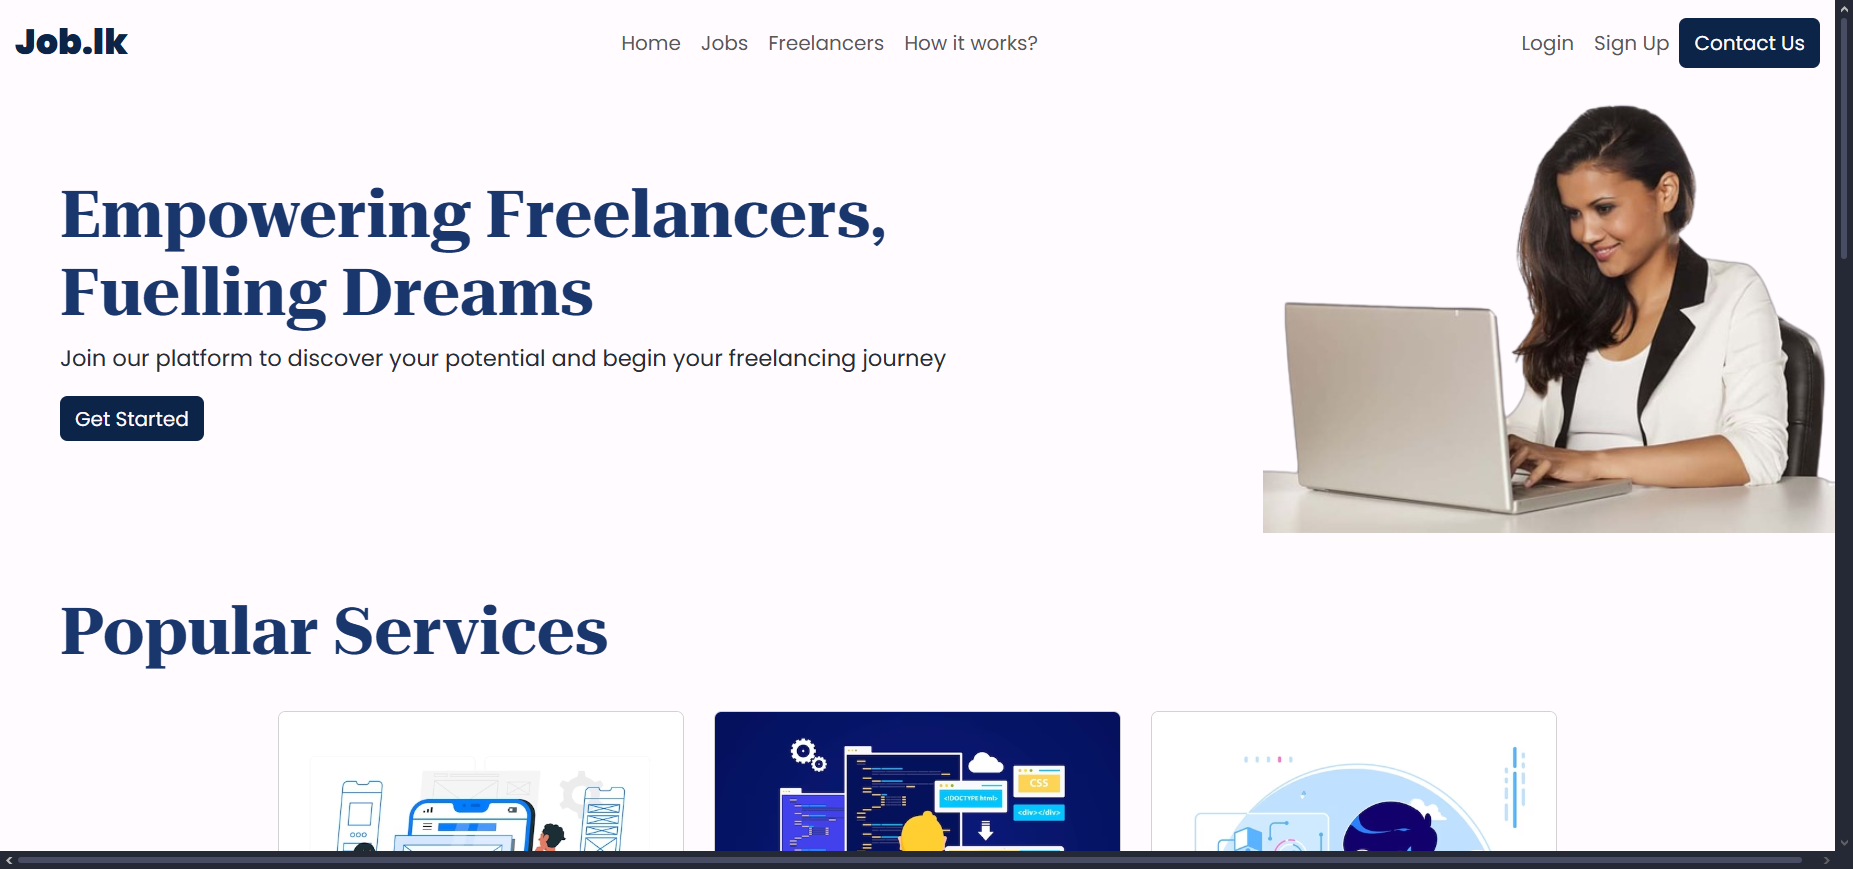 Job.lk
Home Jobs Freelancers How it works?
Login Sign Up Contact Us
Empowering Freelancers,
Fuelling Dreams
Join our platform to discover your potential and begin your freelancing journey
Get Started
Popular Services
CSS
<!DOCTYPE html>
<div></div>